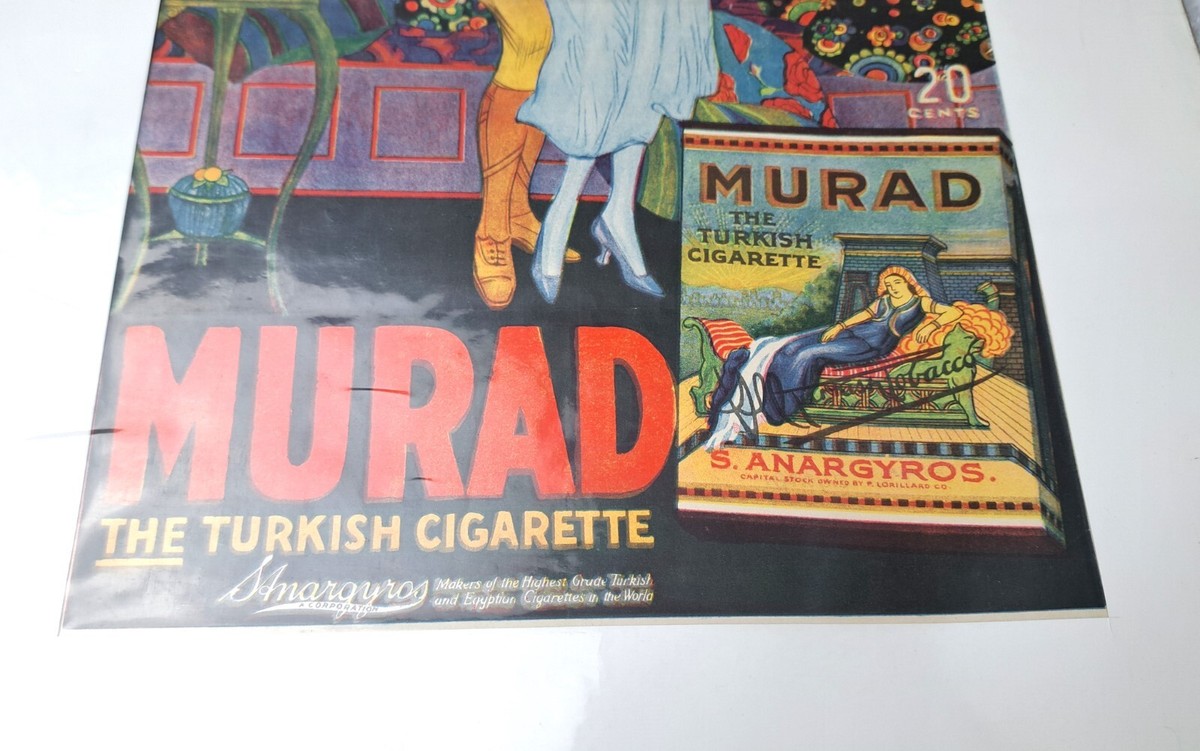 20
CENTS
MURAD
THE
TURKISH
CIGARETTE
Tobacco
S. ANARGYROS.
CAPITAL STOCK OWNED BY P. LORILLARD CO.
MURAD
THE TURKISH CIGARETTE
S. Anargyros
A CORPORATION
Makers of the Highest Grade Turkish
and Egyptian Cigarettes in the World